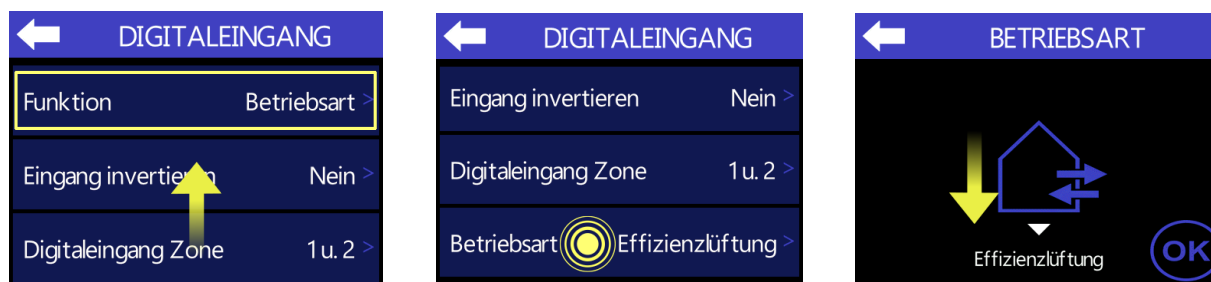 DIGITALEINGANG
Funktion Betriebsart >
Eingang invertieren Nein >
Digitaleingang Zone 1 u. 2 >
DIGITALEINGANG
Eingang invertieren Nein >
Digitaleingang Zone 1 u. 2 >
Betriebsart Effizienzlüftung >
BETRIEBSART
Effizienzlüftung
OK